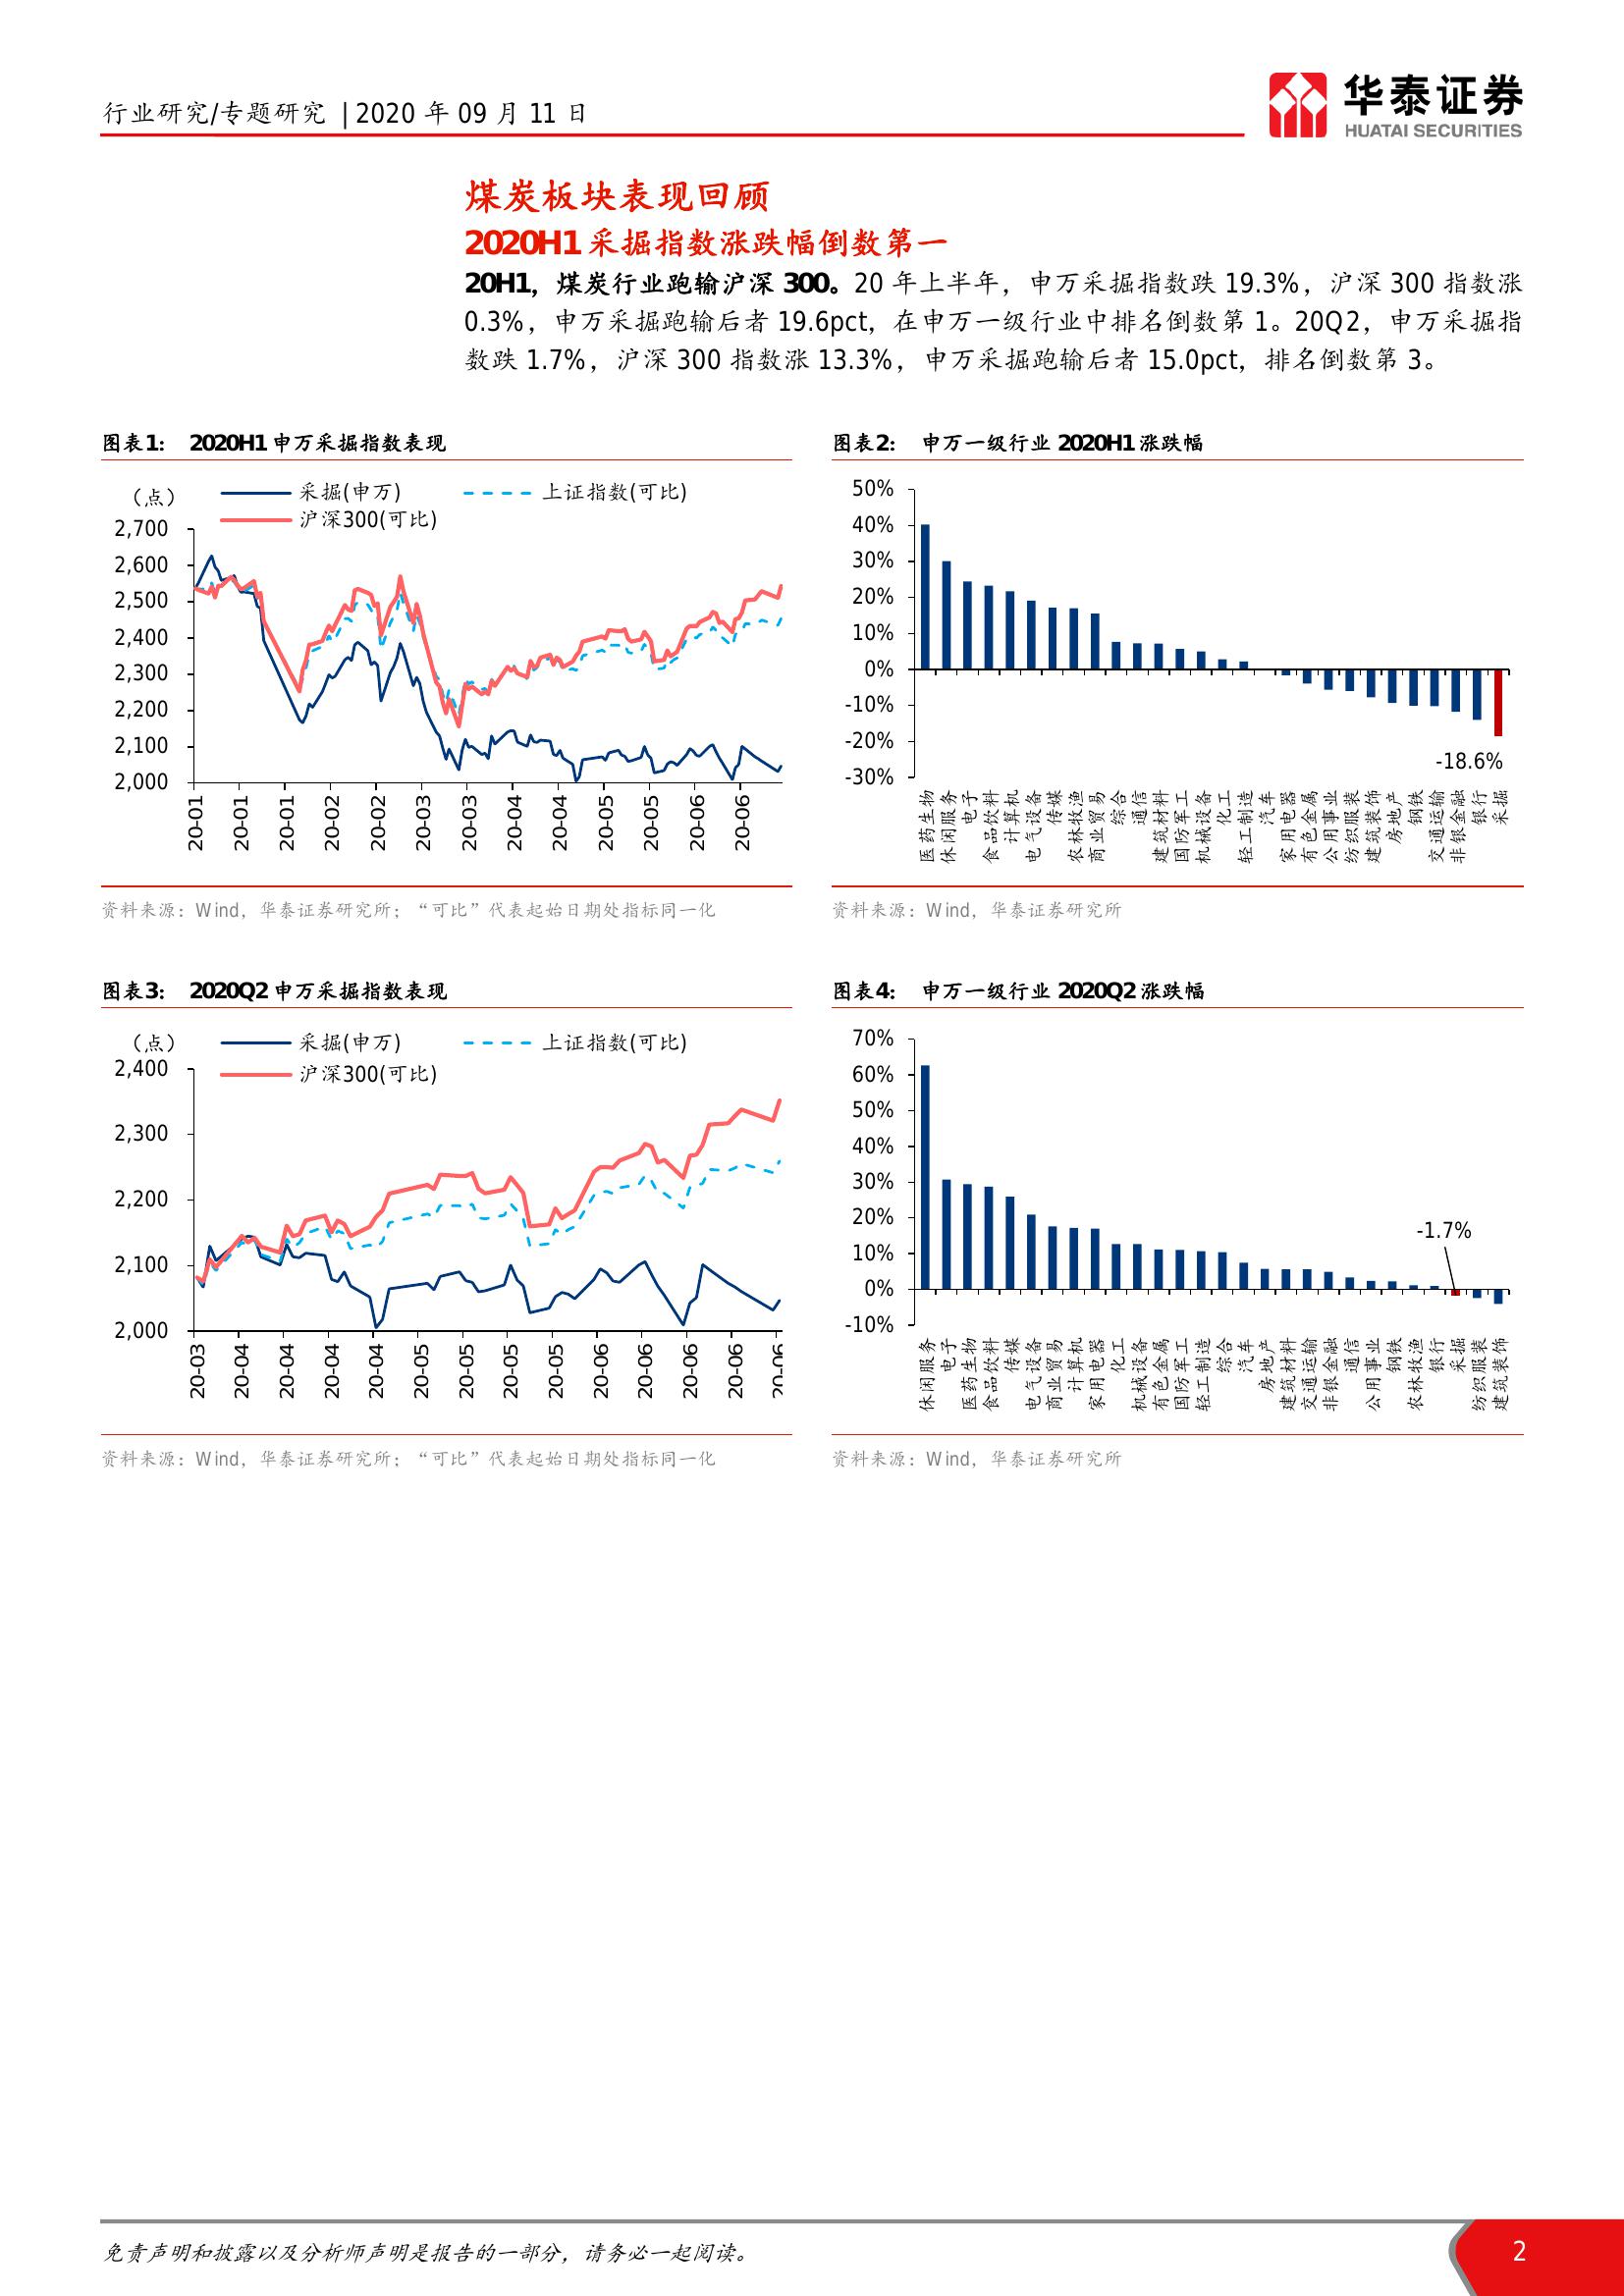 行业研究/专题研究 | 2020 年 09 月 11 日
华泰证券
HUATAI SECURITIES
煤炭板块表现回顾
2020H1 采掘指数涨跌幅倒数第一
20H1，煤炭行业跑输沪深 300。20 年上半年，申万采掘指数跌 19.3%，沪深 300 指数涨
0.3%，申万采掘跑输后者 19.6pct，在申万一级行业中排名倒数第 1。20Q2，申万采掘指
数跌 1.7%，沪深 300 指数涨 13.3%，申万采掘跑输后者 15.0pct，排名倒数第 3。
图表1： 2020H1 申万采掘指数表现
（点）
采掘(申万)
上证指数(可比)
沪深300(可比)
2,700
2,600
2,500
2,400
2,300
2,200
2,100
2,000
20-01
20-01
20-01
20-02
20-02
20-03
20-03
20-04
20-04
20-05
20-05
20-06
20-06
资料来源：Wind，华泰证券研究所；“可比”代表起始日期处指标同一化
图表2： 申万一级行业 2020H1 涨跌幅
50%
40%
30%
20%
10%
0%
-10%
-20%
-30%
-18.6%
医药生物
休闲服务
电子
食品饮料
计算机
电气设备
传媒
农林牧渔
商业贸易
综合
通信
建筑材料
国防军工
机械设备
化工
轻工制造
汽车
家用电器
有色金属
公用事业
纺织服装
建筑装饰
房地产
钢铁
交通运输
非银金融
银行
采掘
资料来源：Wind，华泰证券研究所
图表3： 2020Q2 申万采掘指数表现
（点）
采掘(申万)
上证指数(可比)
沪深300(可比)
2,400
2,300
2,200
2,100
2,000
20-03
20-04
20-04
20-04
20-04
20-05
20-05
20-05
20-05
20-06
20-06
20-06
20-06
20-06
资料来源：Wind，华泰证券研究所；“可比”代表起始日期处指标同一化
图表4： 申万一级行业 2020Q2 涨跌幅
70%
60%
50%
40%
30%
20%
10%
0%
-10%
-1.7%
休闲服务
电子
医药生物
食品饮料
传媒
电气设备
商业贸易
计算机
家用电器
化工
机械设备
有色金属
国防军工
轻工制造
综合
汽车
房地产
建筑材料
交通运输
非银金融
通信
公用事业
钢铁
农林牧渔
银行
采掘
纺织服装
建筑装饰
资料来源：Wind，华泰证券研究所
免责声明和披露以及分析师声明是报告的一部分，请务必一起阅读。
2